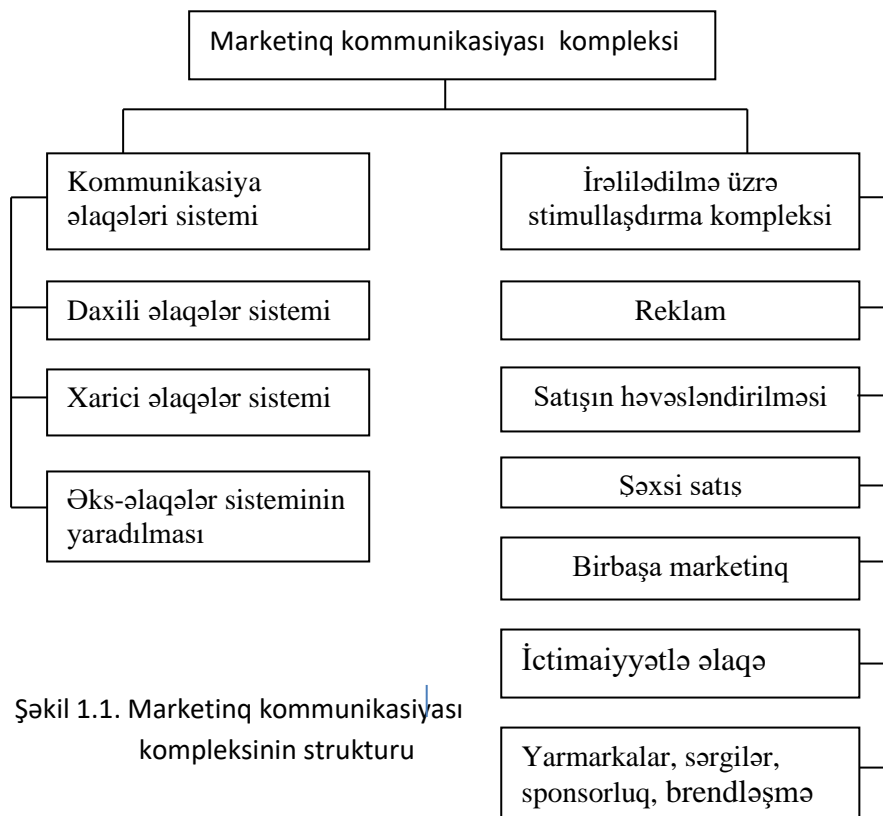 Marketinq kommunikasiyası kompleksi
Kommunikasiya
əlaqələri sistemi
Daxili əlaqələr sistemi
Xarici əlaqələr sistemi
Əks-əlaqələr sisteminin
yaradılması
İrəlilədilmə üzrə
stimullaşdırma kompleksi
Reklam
Satışın həvəsləndirilməsi
Şəxsi satış
Birbaşa marketinq
İctimaiyyətlə əlaqə
Yarmarkalar, sərgilər,
sponsorluq, brendləşmə
Şəkil 1.1. Marketinq kommunikasiyası
kompleksinin strukturu